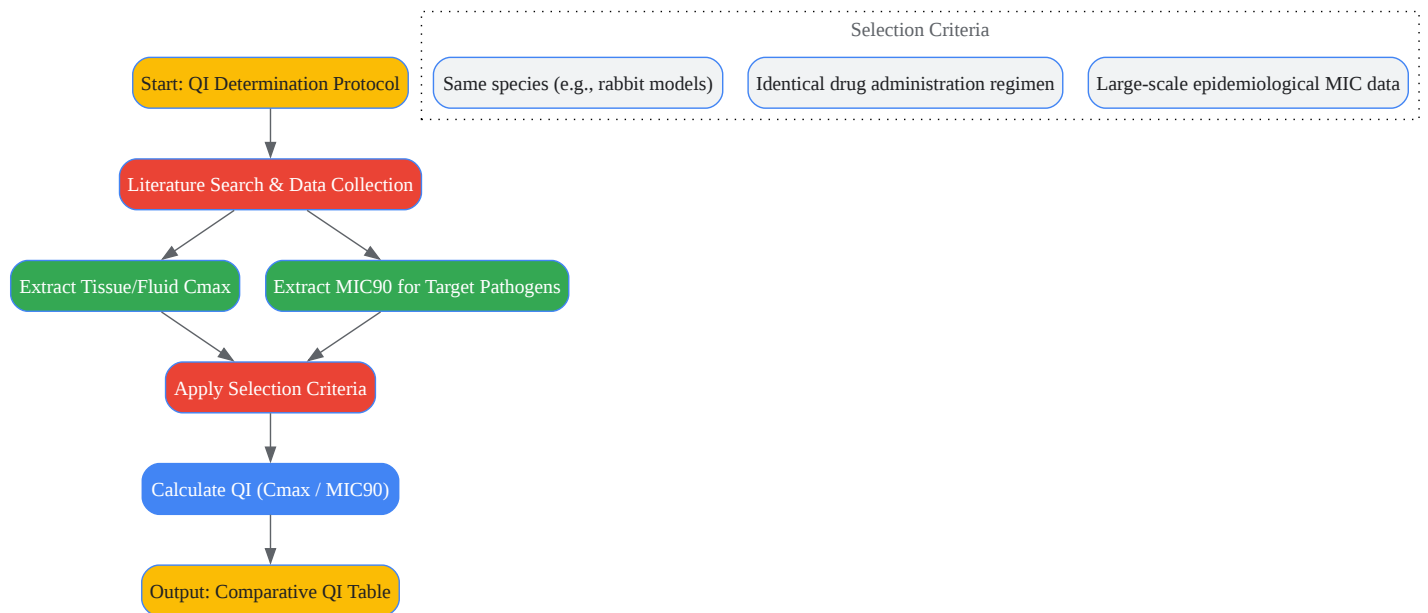 Selection Criteria
Start: QI Determination Protocol
Same species (e.g., rabbit models)
Identical drug administration regimen
Large-scale epidemiological MIC data
Literature Search & Data Collection
Extract Tissue/Fluid Cmax
Extract MIC90 for Target Pathogens
Apply Selection Criteria
Calculate QI (Cmax / MIC90)
Output: Comparative QI Table